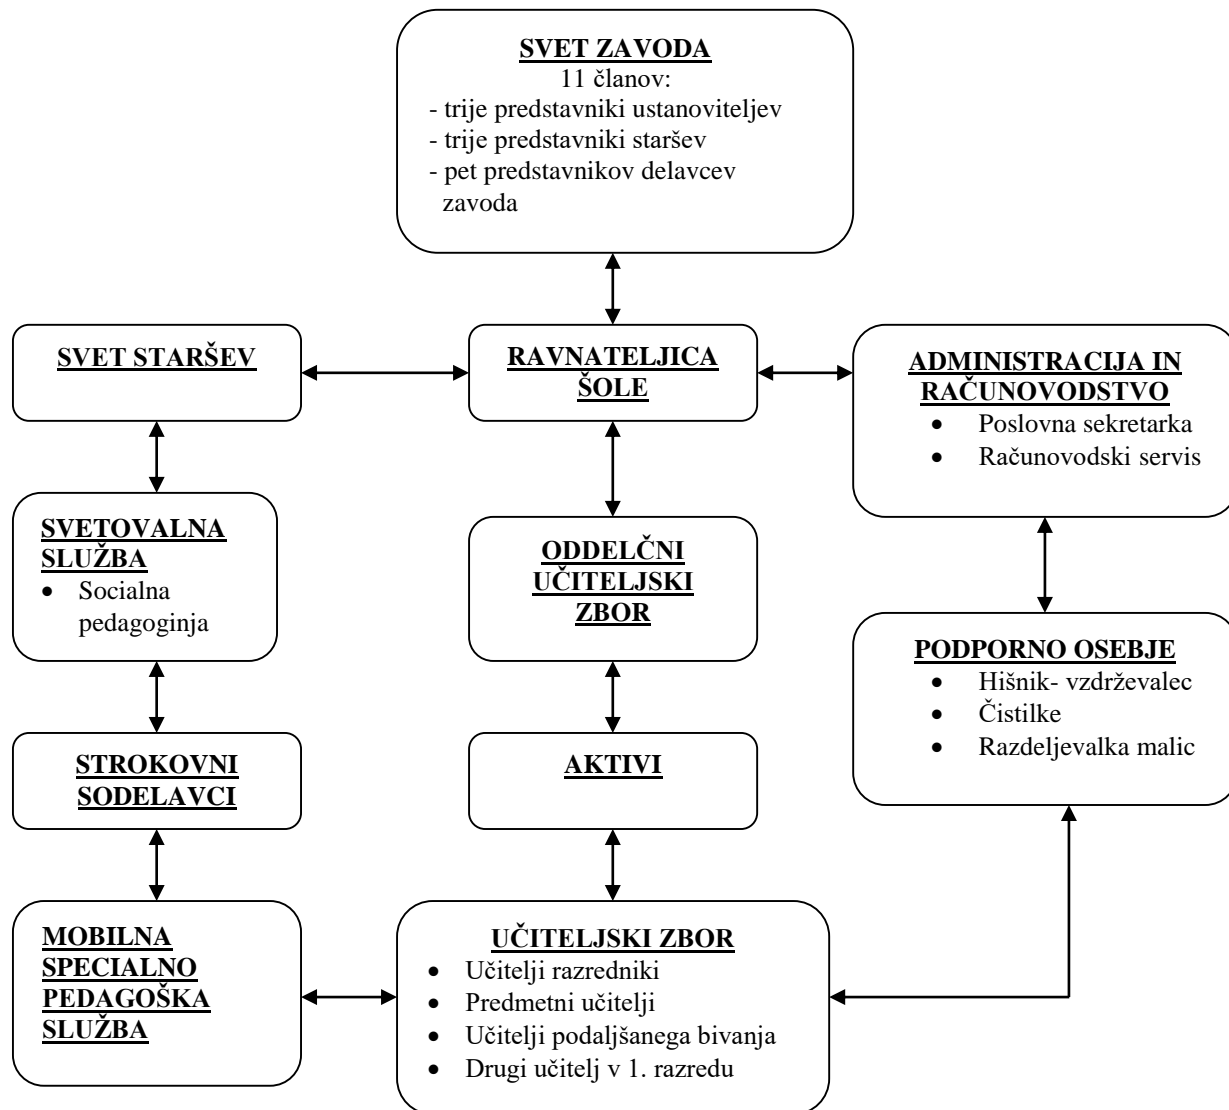 SVET ZAVODA
11 članov:
- trije predstavniki ustanoviteljev
- trije predstavniki staršev
- pet predstavnikov delavcev
zavoda
SVET STARŠEV
RAVNATELJICA
ŠOLE
ADMINISTRACIJA IN
RAČUNOVODSTVO
• Poslovna sekretarka
• Računovodski servis
SVETOVALNA
SLUŽBA
• Socialna
pedagoginja
ODDELČNI
UČITELJSKI
ZBOR
PODPORNO OSEBJE
• Hišnik- vzdrževalec
• Čistilke
• Razdeljevalka malic
STROKOVNI
SODELAVCI
AKTIVI
MOBILNA
SPECIALNO
PEDAGOŠKA
SLUŽBA
UČITELJSKI ZBOR
• Učitelji razredniki
• Predmetni učitelji
• Učitelji podaljšanega bivanja
• Drugi učitelj v 1. razredu